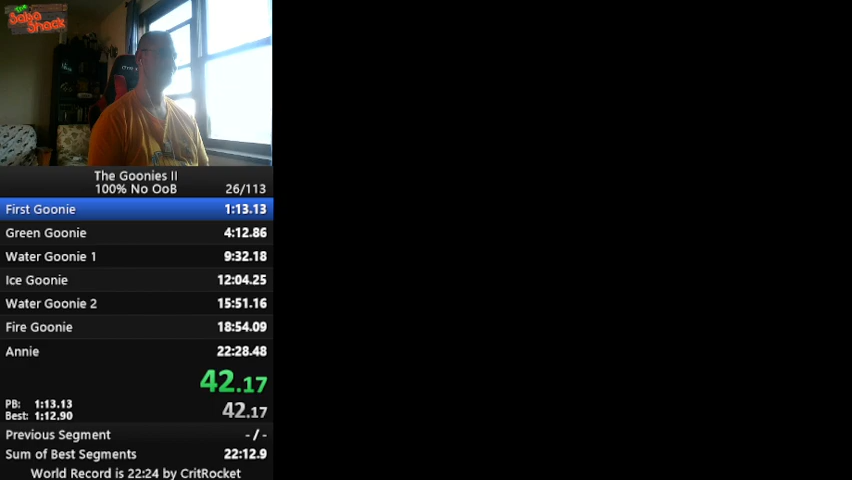 The
Salsa
Shack
The Goonies II
100% No OoB 26/113
First Goonie 1:13.13
Green Goonie 4:12.86
Water Goonie 1 9:32.18
Ice Goonie 12:04.25
Water Goonie 2 15:51.16
Fire Goonie 18:54.09
Annie 22:28.48
42.17
PB: 1:13.13
Best: 1:12.90
42.17
Previous Segment - / -
Sum of Best Segments 22:12.9
World Record is 22:24 by CritRocket